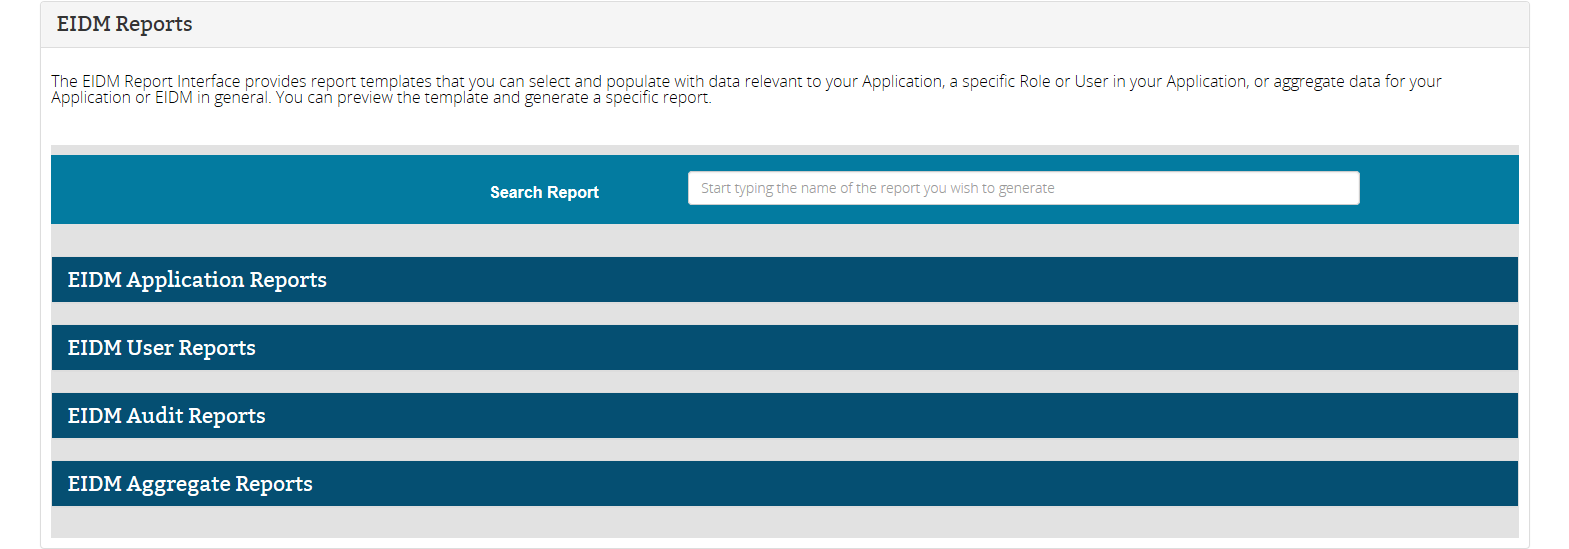 EIDM Reports
The EIDM Report Interface provides report templates that you can select and populate with data relevant to your Application, a specific Role or User in your Application, or aggregate data for your
Application or EIDM in general. You can preview the template and generate a specific report.
Search Report
Start typing the name of the report you wish to generate
EIDM Application Reports
EIDM User Reports
EIDM Audit Reports
EIDM Aggregate Reports